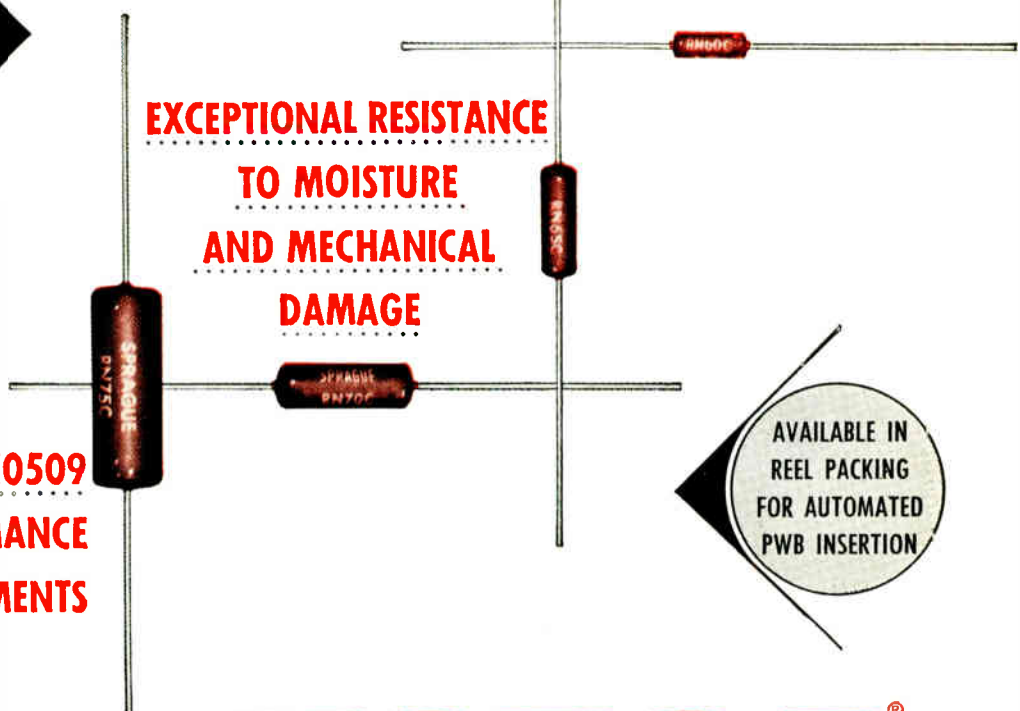 RN60C
EXCEPTIONAL RESISTANCE
TO MOISTURE
AND MECHANICAL
DAMAGE
RN65C
SPRAGUE
RN75C
SPRAGUE
RN70C
AVAILABLE IN
REEL PACKING
FOR AUTOMATED
PWB INSERTION
0509
MANCE
MENTS
®